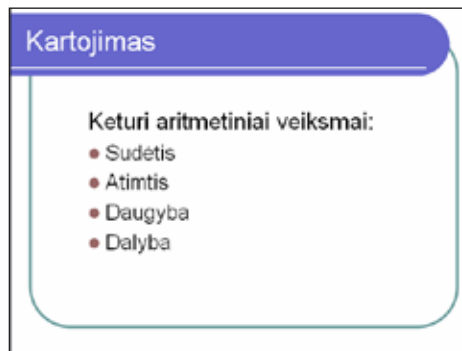 Kartojimas
Keturi aritmetiniai veiksmai:
Sudėtis
Atimtis
Daugyba
Dalyba